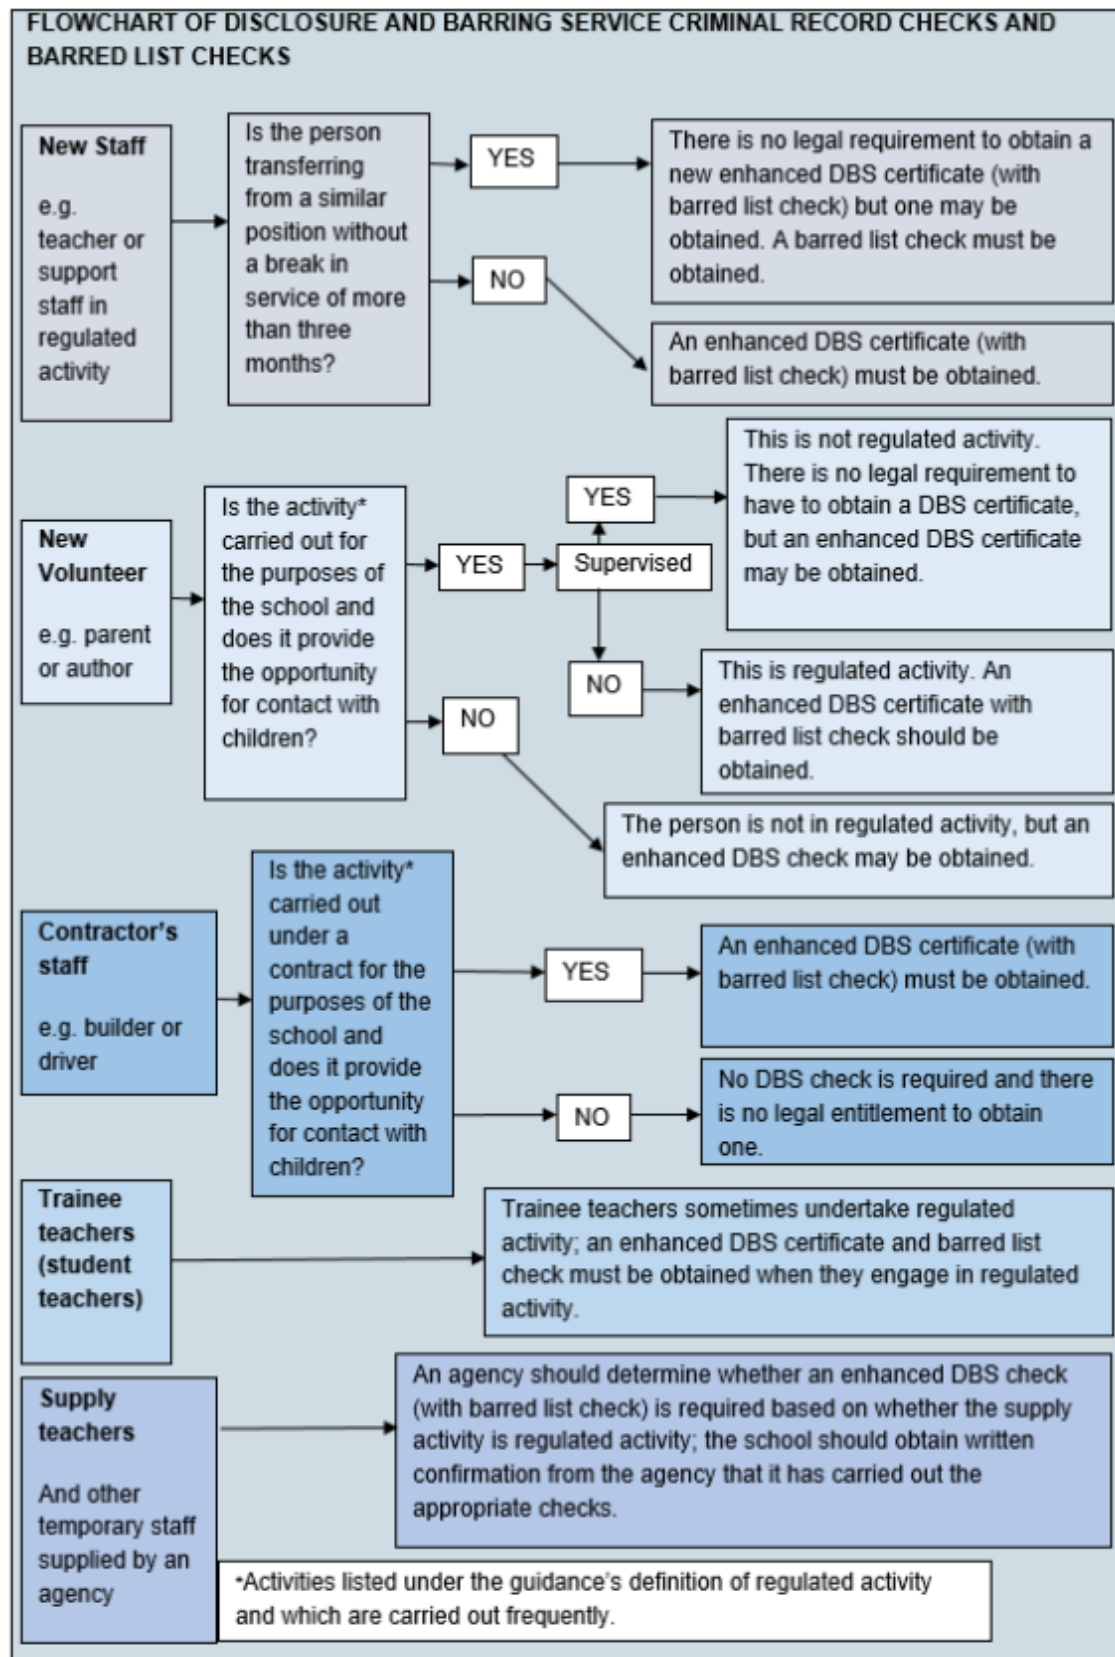 FLOWCHART OF DISCLOSURE AND BARRING SERVICE CRIMINAL RECORD CHECKS AND
BARRED LIST CHECKS
New Staff
e.g.
teacher or
support
staff in
regulated
activity
Is the person
transferring
from a similar
position without
a break in
service of more
than three
months?
YES
There is no legal requirement to obtain a
new enhanced DBS certificate (with
barred list check) but one may be
obtained. A barred list check must be
obtained.
NO
An enhanced DBS certificate (with
barred list check) must be obtained.
New
Volunteer
e.g. parent
or author
Is the activity*
carried out for
the purposes of
the school and
does it provide
the opportunity
for contact with
children?
YES
Supervised
YES
This is not regulated activity.
There is no legal requirement to
have to obtain a DBS certificate,
but an enhanced DBS certificate
may be obtained.
NO
This is regulated activity. An
enhanced DBS certificate with
barred list check should be
obtained.
NO
The person is not in regulated activity, but an
enhanced DBS check may be obtained.
Contractor's
staff
e.g. builder or
driver
Is the activity*
carried out
under a
contract for the
purposes of the
school and
does it provide
the opportunity
for contact with
children?
YES
An enhanced DBS certificate (with
barred list check) must be obtained.
NO
No DBS check is required and there
is no legal entitlement to obtain
one.
Trainee
teachers
(student
teachers)
Trainee teachers sometimes undertake regulated
activity; an enhanced DBS certificate and barred list
check must be obtained when they engage in regulated
activity.
Supply
teachers
And other
temporary staff
supplied by an
agency
An agency should determine whether an enhanced DBS check
(with barred list check) is required based on whether the supply
activity is regulated activity; the school should obtain written
confirmation from the agency that it has carried out the
appropriate checks.
*Activities listed under the guidance's definition of regulated activity
and which are carried out frequently.